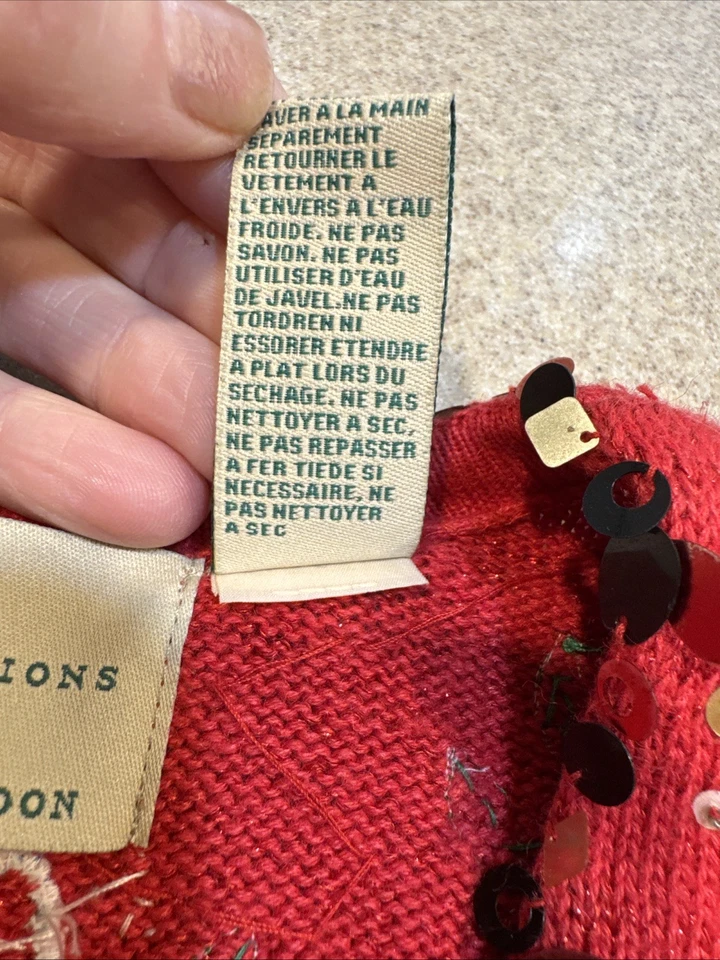 AVER A LA MAIN
SEPAREMENT
RETOURNER LE
VETEMENT A
L'ENVERS A L'EAU
FROIDE. NE PAS
SAVON. NE PAS
UTILISER D'EAU
DE JAVEL.NE PAS
TORDREN NI
ESSORER ETENDRE
A PLAT LORS DU
SECHAGE. NE PAS
NETTOYER A SEC,
NE PAS REPASSER
A FER TIEDE SI
NECESSAIRE, NE
PAS NETTOYER
A SEC
IONS
OON